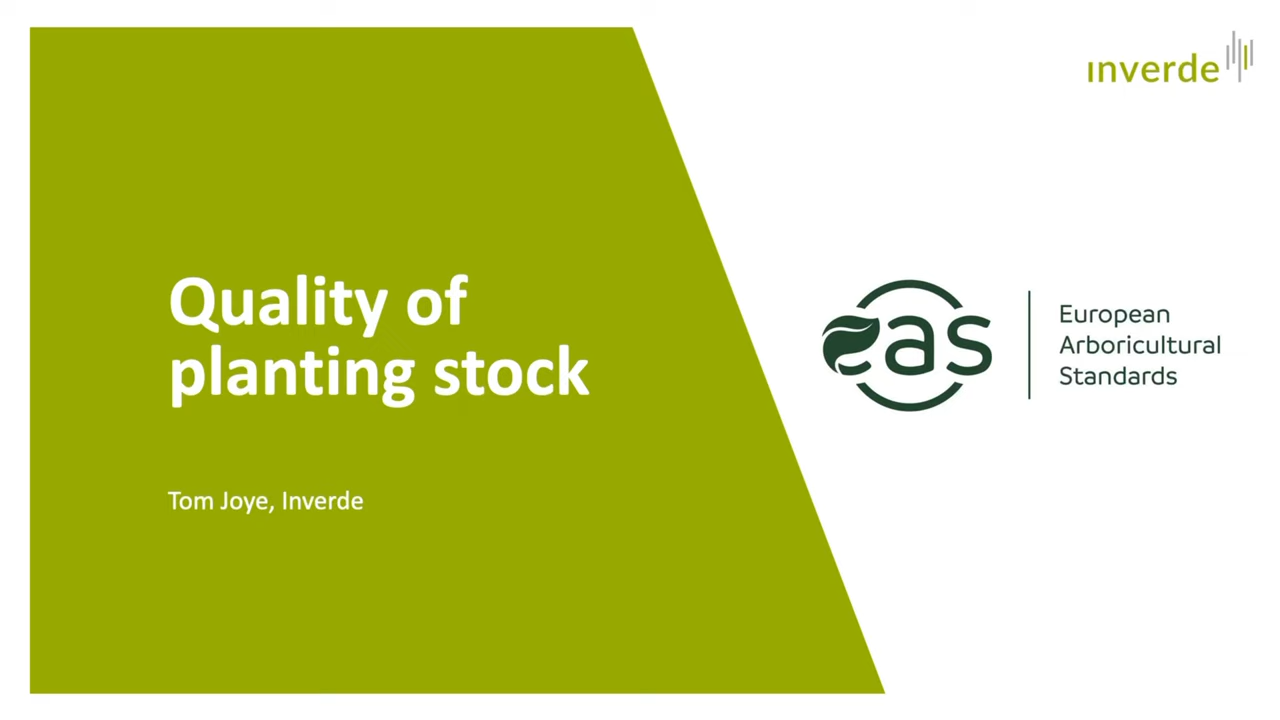 inverde
Quality of
planting stock
Tom Joye, Inverde
eas
European
Arboricultural
Standards